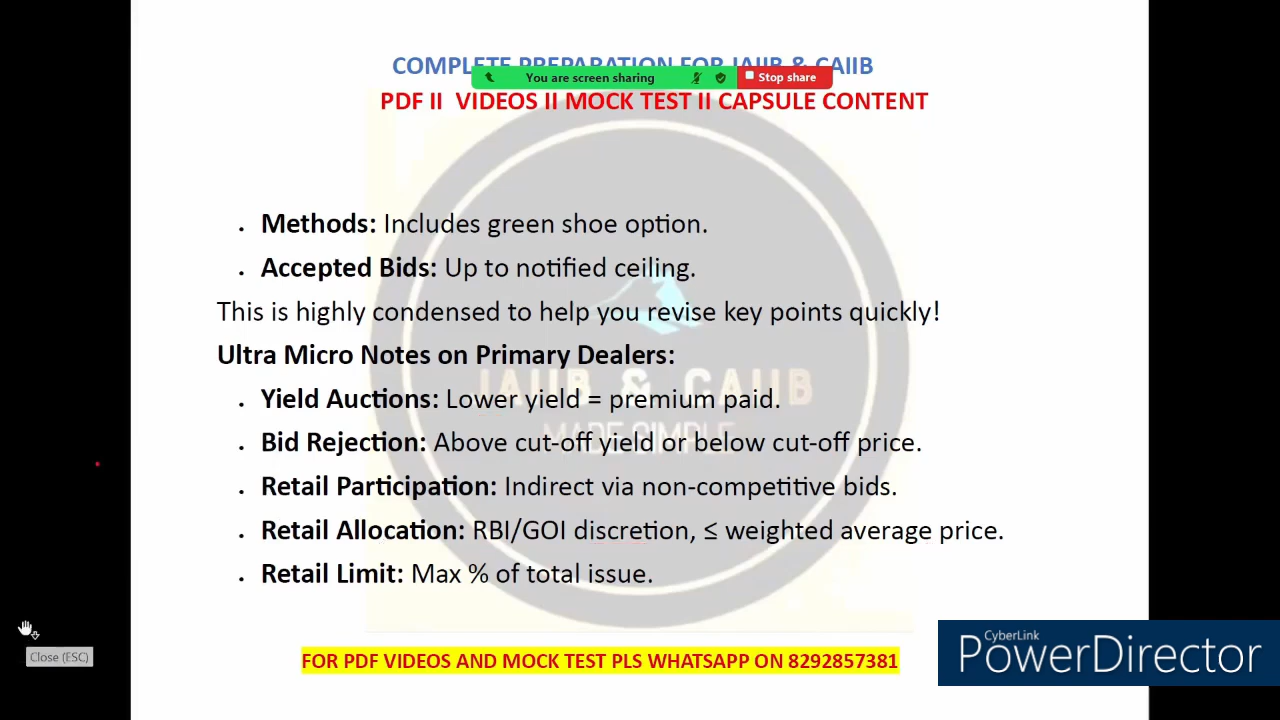 COMPLETE PREPARATION FOR JAIIB & CAIIB
You are screen sharing
Stop share
PDF II VIDEOS II MOCK TEST II CAPSULE CONTENT
• Methods: Includes green shoe option.
• Accepted Bids: Up to notified ceiling.
This is highly condensed to help you revise key points quickly!
Ultra Micro Notes on Primary Dealers:
JAIIB & CAIIB
• Yield Auctions: Lower yield = premium paid.
MADE SIMPLE
• Bid Rejection: Above cut-off yield or below cut-off price.
• Retail Participation: Indirect via non-competitive bids.
• Retail Allocation: RBI/GOI discretion, ≤ weighted average price.
• Retail Limit: Max % of total issue.
Close (ESC)
FOR PDF VIDEOS AND MOCK TEST PLS WHATSAPP ON 8292857381
CyberLink
PowerDirector